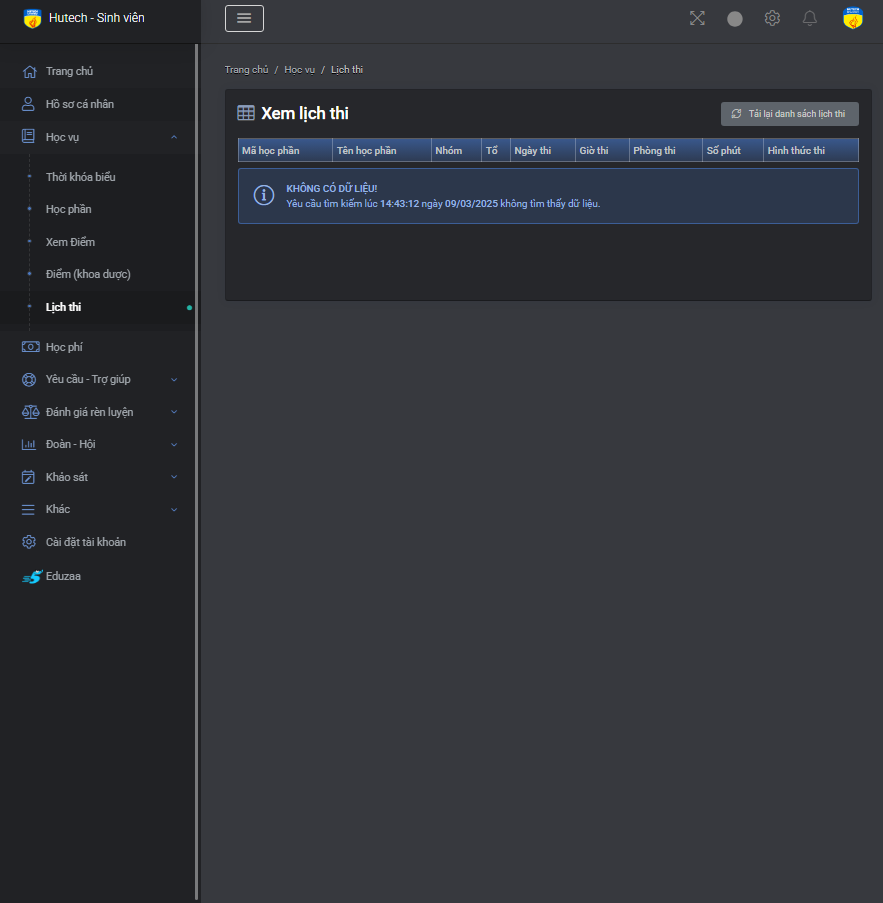 Hutech - Sinh viên
Trang chủ
Hồ sơ cá nhân
Học vụ
Thời khóa biểu
Học phần
Xem Điểm
Điểm (khoa dược)
Lịch thi
Học phí
Yêu cầu - Trợ giúp
Đánh giá rèn luyện
Đoàn - Hội
Khảo sát
Khác
Cài đặt tài khoản
Eduzaa
Trang chủ / Học vụ / Lịch thi
Xem lịch thi
Tải lại danh sách lịch thi
Mã học phần Tên học phần Nhóm Tổ Ngày thi Giờ thi Phòng thi Số phút Hình thức thi
KHÔNG CÓ DỮ LIỆU!
Yêu cầu tìm kiếm lúc 14:43:12 ngày 09/03/2025 không tìm thấy dữ liệu.